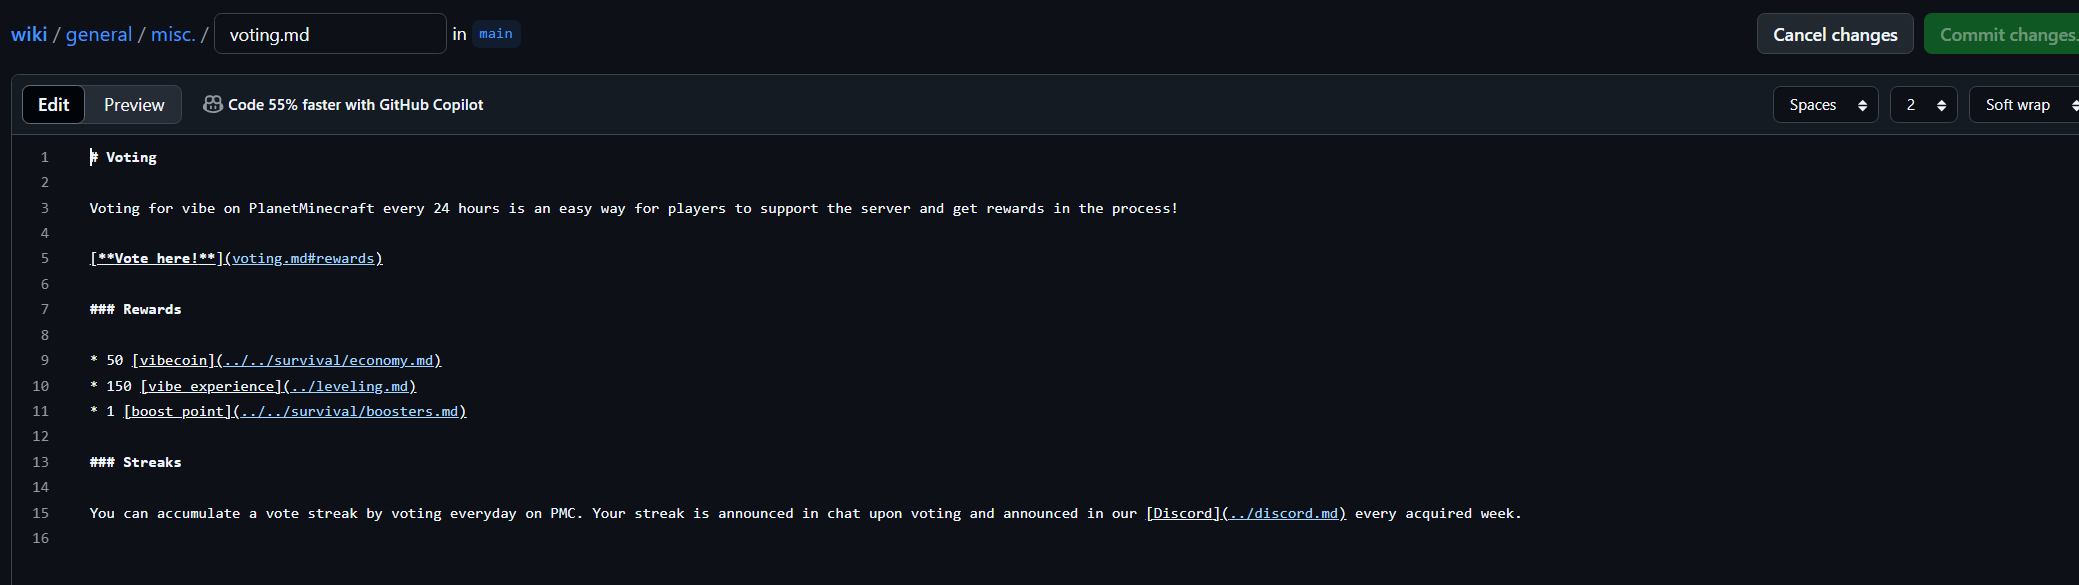 wiki / general / misc. / voting.md in main
Cancel changes
Commit changes.
Edit
Preview
Code 55% faster with GitHub Copilot
Spaces
2
Soft wrap
1 # Voting
2
3 Voting for vibe on PlanetMinecraft every 24 hours is an easy way for players to support the server and get rewards in the process!
4
5 [**Vote here!**](voting.md#rewards)
6
7 ### Rewards
8
9 * 50 [vibecoin](../../survival/economy.md)
10 * 150 [vibe experience](../leveling.md)
11 * 1 [boost point](../../survival/boosters.md)
12
13 ### Streaks
14
15 You can accumulate a vote streak by voting everyday on PMC. Your streak is announced in chat upon voting and announced in our [Discord](../discord.md) every acquired week.
16